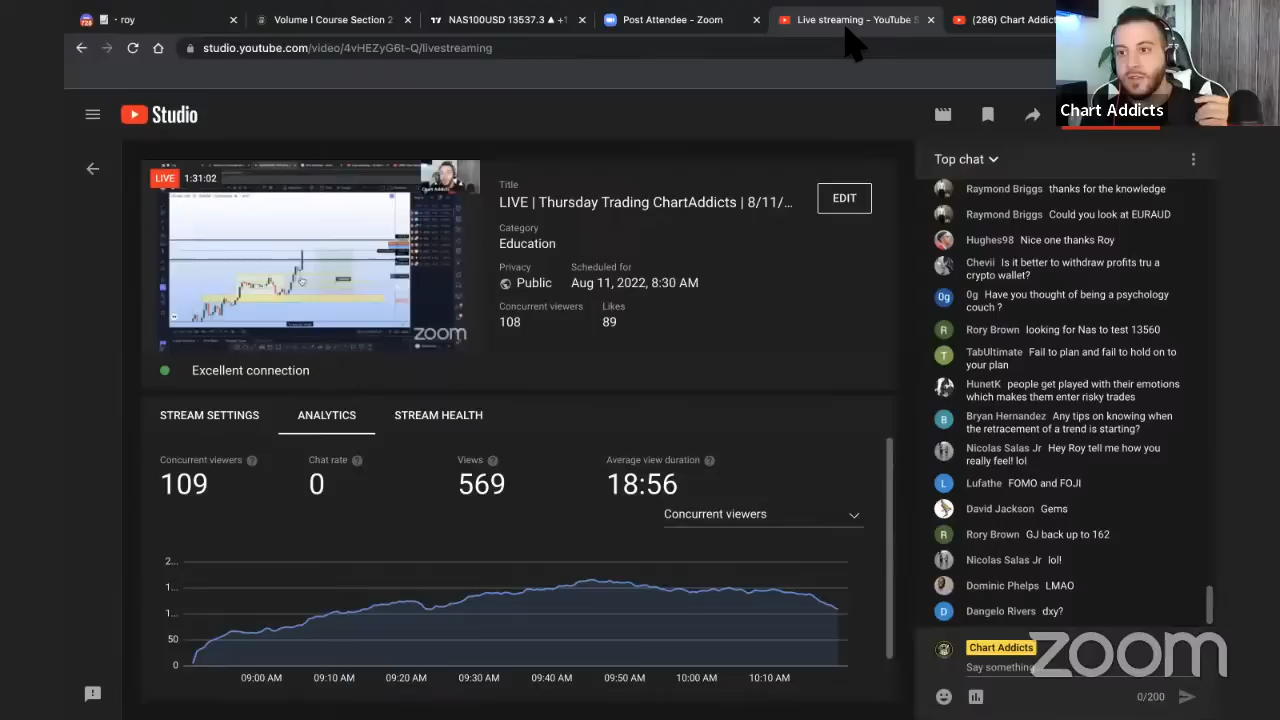 roy
Volume I Course Section 2
NAS100USD 13537.3 ▲ +1
Post Attendee - Zoom
Live streaming - YouTube S
(286) Chart Addict
studio.youtube.com/video/4vHEZyG6t-Q/livestreaming
Chart Addicts
Studio
LIVE 1:31:02
zoom
Title
LIVE | Thursday Trading ChartAddicts | 8/11/...
EDIT
Category
Education
Privacy Scheduled for
Public Aug 11, 2022, 8:30 AM
Concurrent viewers Likes
108 89
Excellent connection
STREAM SETTINGS ANALYTICS STREAM HEALTH
Concurrent viewers Chat rate Views Average view duration
109 0 569 18:56
Concurrent viewers
2...
1...
1...
50
0
09:00 AM 09:10 AM 09:20 AM 09:30 AM 09:40 AM 09:50 AM 10:00 AM 10:10 AM
Top chat
Raymond Briggs thanks for the knowledge
Raymond Briggs Could you look at EURAUD
Hughes98 Nice one thanks Roy
Chevii Is it better to withdraw profits tru a
crypto wallet?
0g Have you thought of being a psychology
couch ?
Rory Brown looking for Nas to test 13560
TabUltimate Fail to plan and fail to hold on to
your plan
HunetK people get played with their emotions
which makes them enter risky trades
Bryan Hernandez Any tips on knowing when
the retracement of a trend is starting?
Nicolas Salas Jr Hey Roy tell me how you
really feel! lol
Lufathe FOMO and FOJI
David Jackson Gems
Rory Brown GJ back up to 162
Nicolas Salas Jr lol!
Dominic Phelps LMAO
Dangelo Rivers dxy?
Chart Addicts
Say something...
0/200
zoom